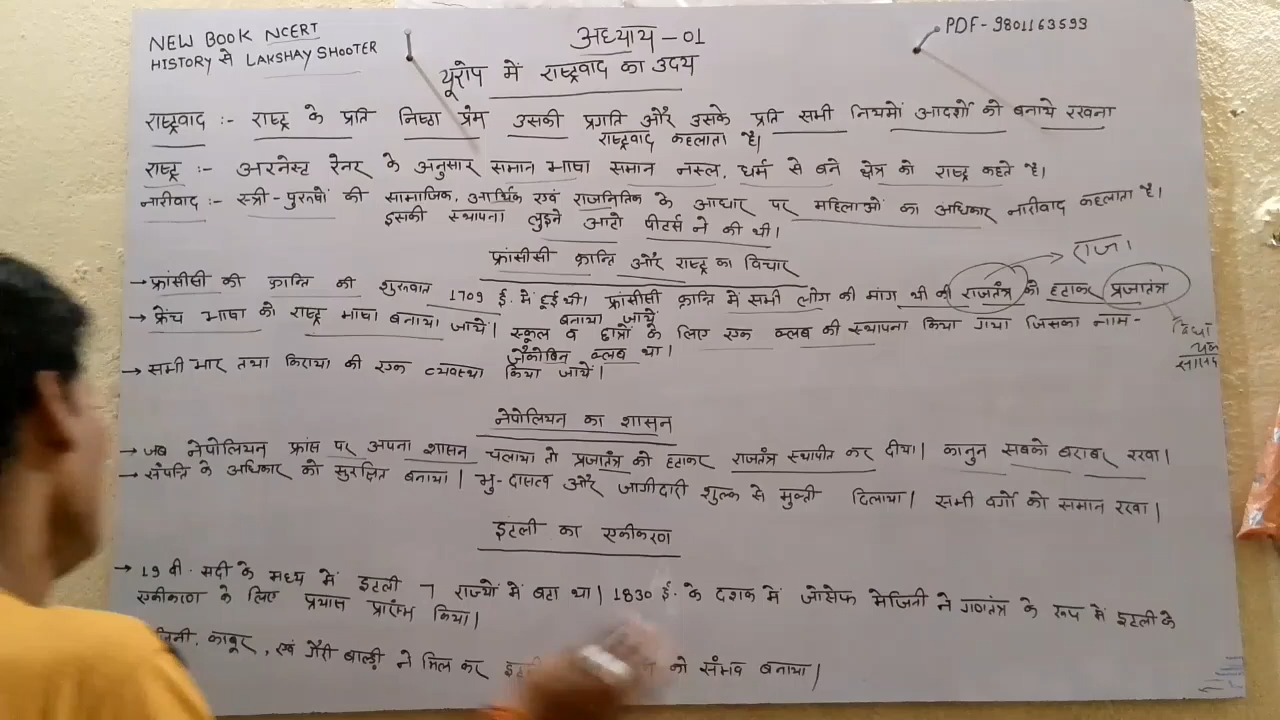 NEW BOOK NCERT
HISTORY से LAKSHAY SHOOTER
PDF - 9801163593
अध्याय - 01
यूरोप में राष्ट्रवाद का उदय
राष्ट्रवाद :- राष्ट्र के प्रति निष्ठा प्रेम उसकी प्रगति और उसके प्रति सभी नियमों आदर्शो को बनाये रखना
राष्ट्रवाद कहलाता है।
राष्ट्र :- अरनेस्ट रेनर के अनुसार समान भाषा समान नस्ल, धर्म से बने क्षेत्र को राष्ट्र कहते है।
नारीवाद :- स्त्री-पुरुषों की सामाजिक, आर्थिक एवं राजनितिक के आधार पर महिलाओं का अधिकार नारीवाद कहलाता है।
इसकी स्थापना लुइने आटो पीटर्स ने की थी।
फ्रांसीसी क्रान्ति और राष्ट्र का विचार
राजा
→ फ्रांसीसी की क्रान्ति की शुरुवात 1709 ई. में हुई थी। फ्रांसीसी क्रान्ति में सभी लोग की मांग थी की राजतंत्र को हटाकर प्रजातंत्र
बनाया जायें
→ फ्रेंच भाषा को राष्ट्र भाषा बनाया जायें। स्कूल व छात्रों के लिए एक क्लब की स्थापना किया गया जिसका नाम -
जैकोबिन क्लब था।
→ सभी भार तथा किराया की एक व्यवस्था किया जायें।
नेपोलियन का शासन
→ जब नेपोलियन फ्रांस पर अपना शासन चलाया तो प्रजातंत्र को हटाकर राजतंत्र स्थापीत कर दीया। कानुन सबको बराबर रखा।
→ संपत्ति के अधिकार को सुरक्षित बनाया। भु-दासत्व और जागीदारी शुल्क से मुक्ती दिलाया। सभी वर्गो को समान रखा।
इटली का एकीकरण
→ 19 वी. सदी के मध्य में इटली 7 राज्यों में बटा था। 1830 ई. के दशक में जोसेफ मेजिनी ने गणतंत्र के रूप में इटली के
एकीकरण के लिए प्रयास प्रारंभ किया।
कावूर, एवं गैरी बाल्डी ने मिल कर को संभव बनाया।